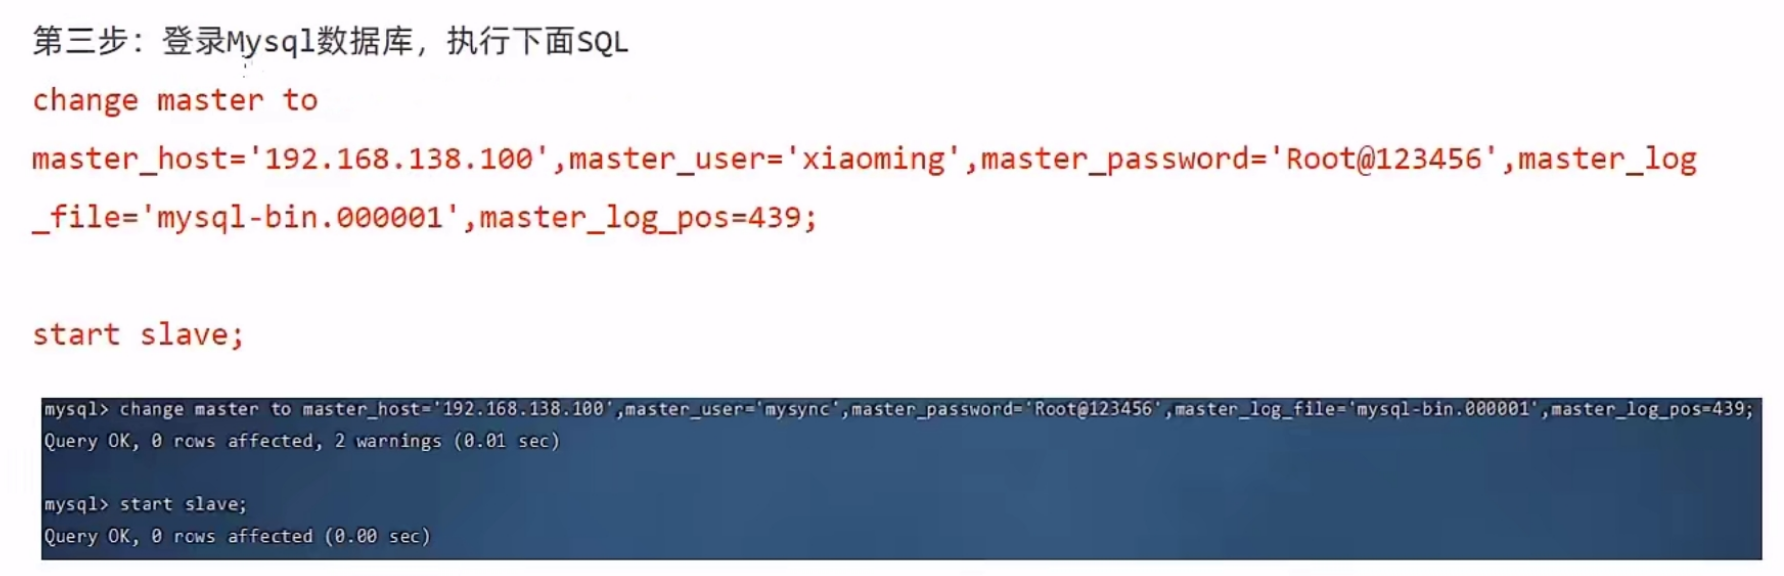 第三步：登录Mysql数据库，执行下面SQL
change master to
master_host='192.168.138.100',master_user='xiaoming',master_password='Root@123456',master_log
_file='mysql-bin.000001',master_log_pos=439;
start slave;
mysql> change master to master_host='192.168.138.100',master_user='mysync',master_password='Root@123456',master_log_file='mysql-bin.000001',master_log_pos=439;
Query OK, 0 rows affected, 2 warnings (0.01 sec)
mysql> start slave;
Query OK, 0 rows affected (0.00 sec)